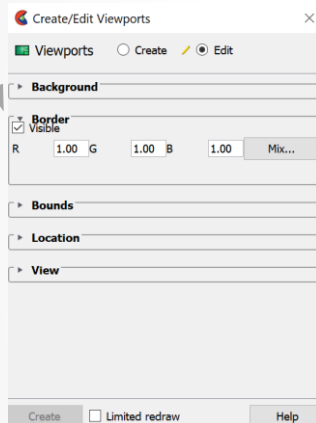 Create/Edit Viewports
Viewports Create Edit
Background
Border
Visible
R 1.00 G 1.00 B 1.00 Mix...
Bounds
Location
View
Create Limited redraw Help